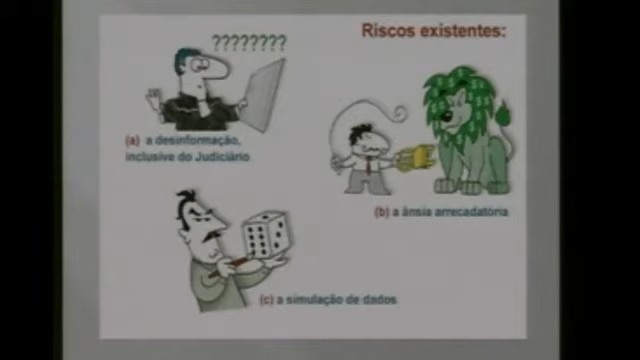 Riscos existentes:
????????
(a) a desinformação,
inclusive do Judiciário
(b) a ânsia arrecadatória
(c) a simulação de dados